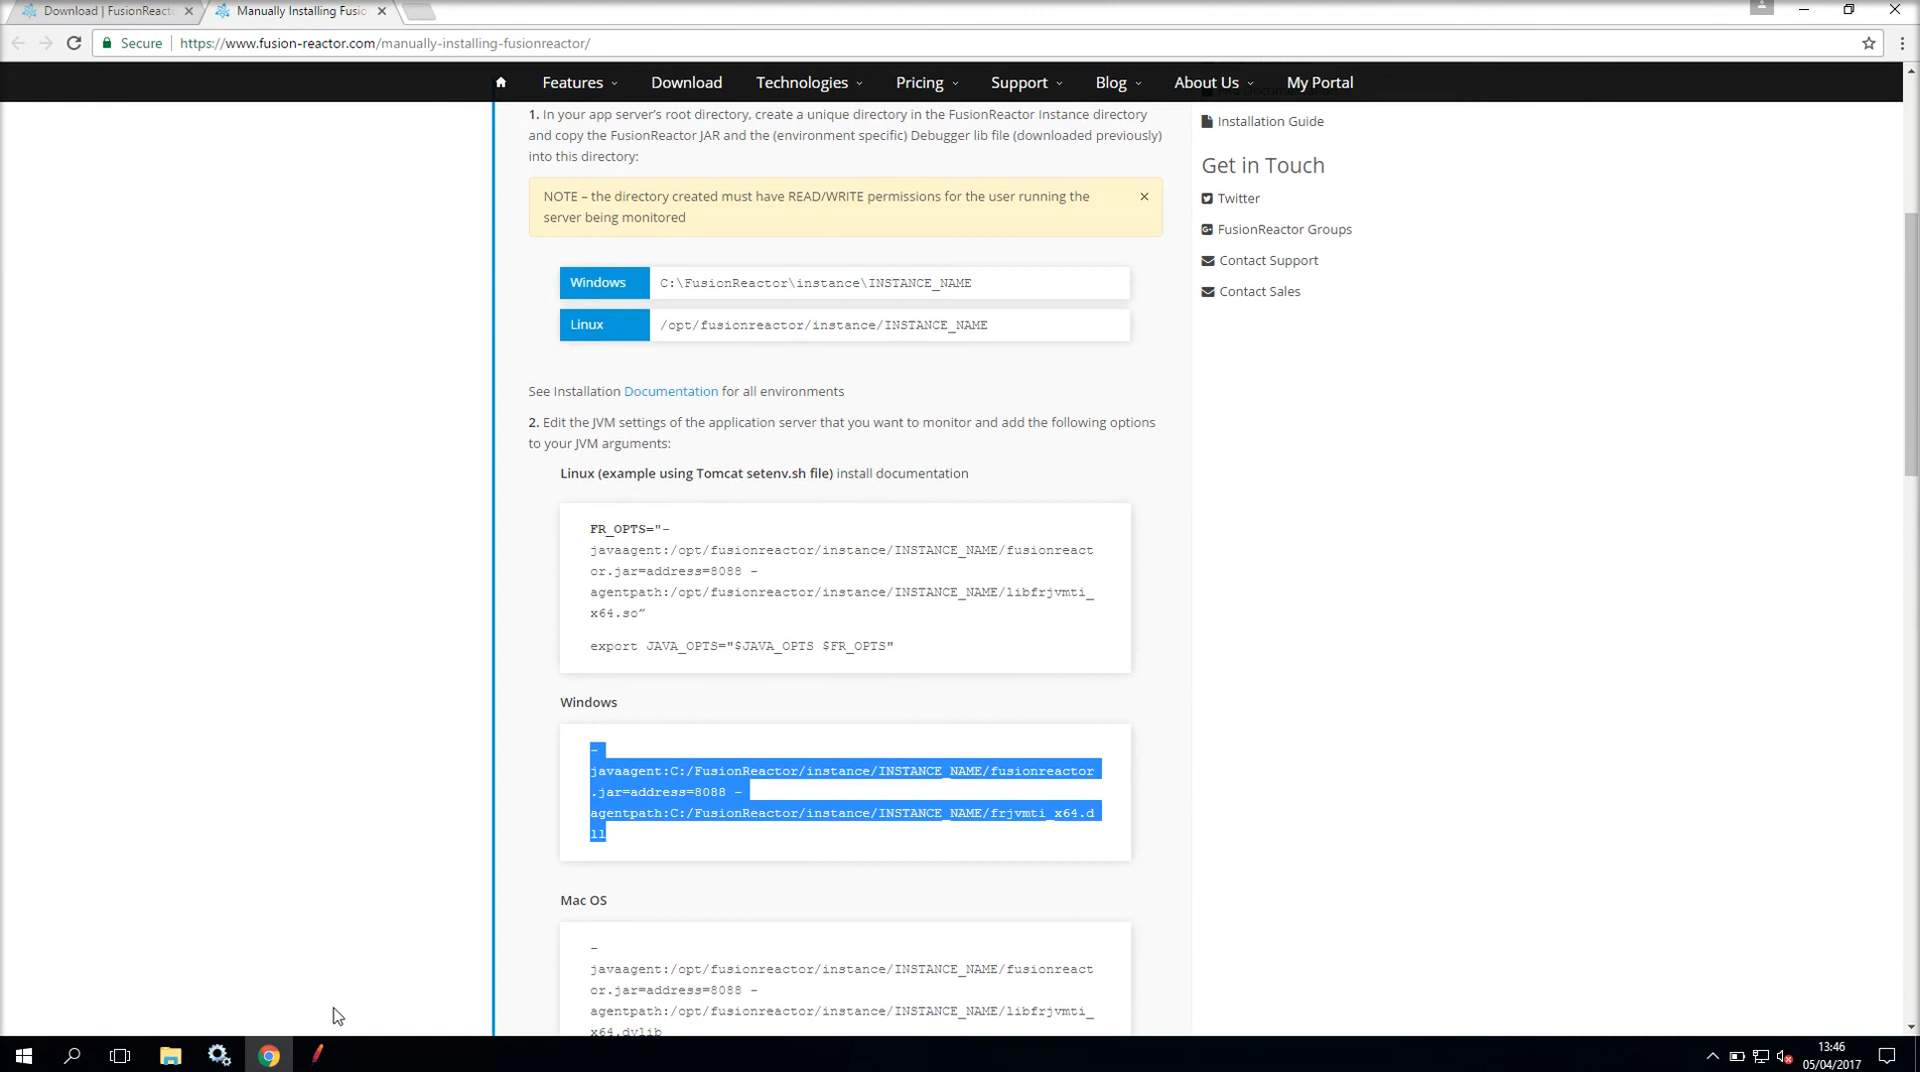 Download | FusionReact
Manually Installing Fusio
Secure
https://www.fusion-reactor.com/manually-installing-fusionreactor/
Features
Download
Technologies
Pricing
Support
Blog
About Us
My Portal
1. In your app server's root directory, create a unique directory in the FusionReactor Instance directory
and copy the FusionReactor JAR and the (environment specific) Debugger lib file (downloaded previously)
into this directory:
NOTE – the directory created must have READ/WRITE permissions for the user running the
server being monitored
Windows C:\FusionReactor\instance\INSTANCE_NAME
Linux /opt/fusionreactor/instance/INSTANCE_NAME
See Installation Documentation for all environments
2. Edit the JVM settings of the application server that you want to monitor and add the following options
to your JVM arguments:
Linux (example using Tomcat setenv.sh file) install documentation
FR_OPTS="-
javaagent:/opt/fusionreactor/instance/INSTANCE_NAME/fusionreact
or.jar=address=8088 –
agentpath:/opt/fusionreactor/instance/INSTANCE_NAME/libfrjvmti_
x64.so”
export JAVA_OPTS="$JAVA_OPTS $FR_OPTS"
Windows
–
javaagent:C:/FusionReactor/instance/INSTANCE_NAME/fusionreactor
.jar=address=8088 –
agentpath:C:/FusionReactor/instance/INSTANCE_NAME/frjvmti_x64.d
ll
Mac OS
–
javaagent:/opt/fusionreactor/instance/INSTANCE_NAME/fusionreact
or.jar=address=8088 –
agentpath:/opt/fusionreactor/instance/INSTANCE_NAME/libfrjvmti_
x64.dylib
Installation Guide
Get in Touch
Twitter
FusionReactor Groups
Contact Support
Contact Sales
13:46
05/04/2017